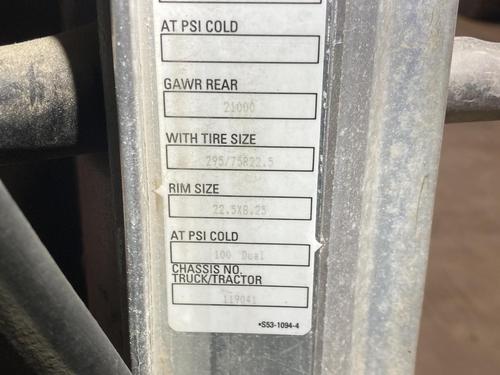 AT PSI COLD
GAWR REAR
21000
WITH TIRE SIZE
295/75R22.5
RIM SIZE
22.5X8.25
AT PSI COLD
100 Dual
CHASSIS NO.
TRUCK/TRACTOR
119041
•S53-1094-4